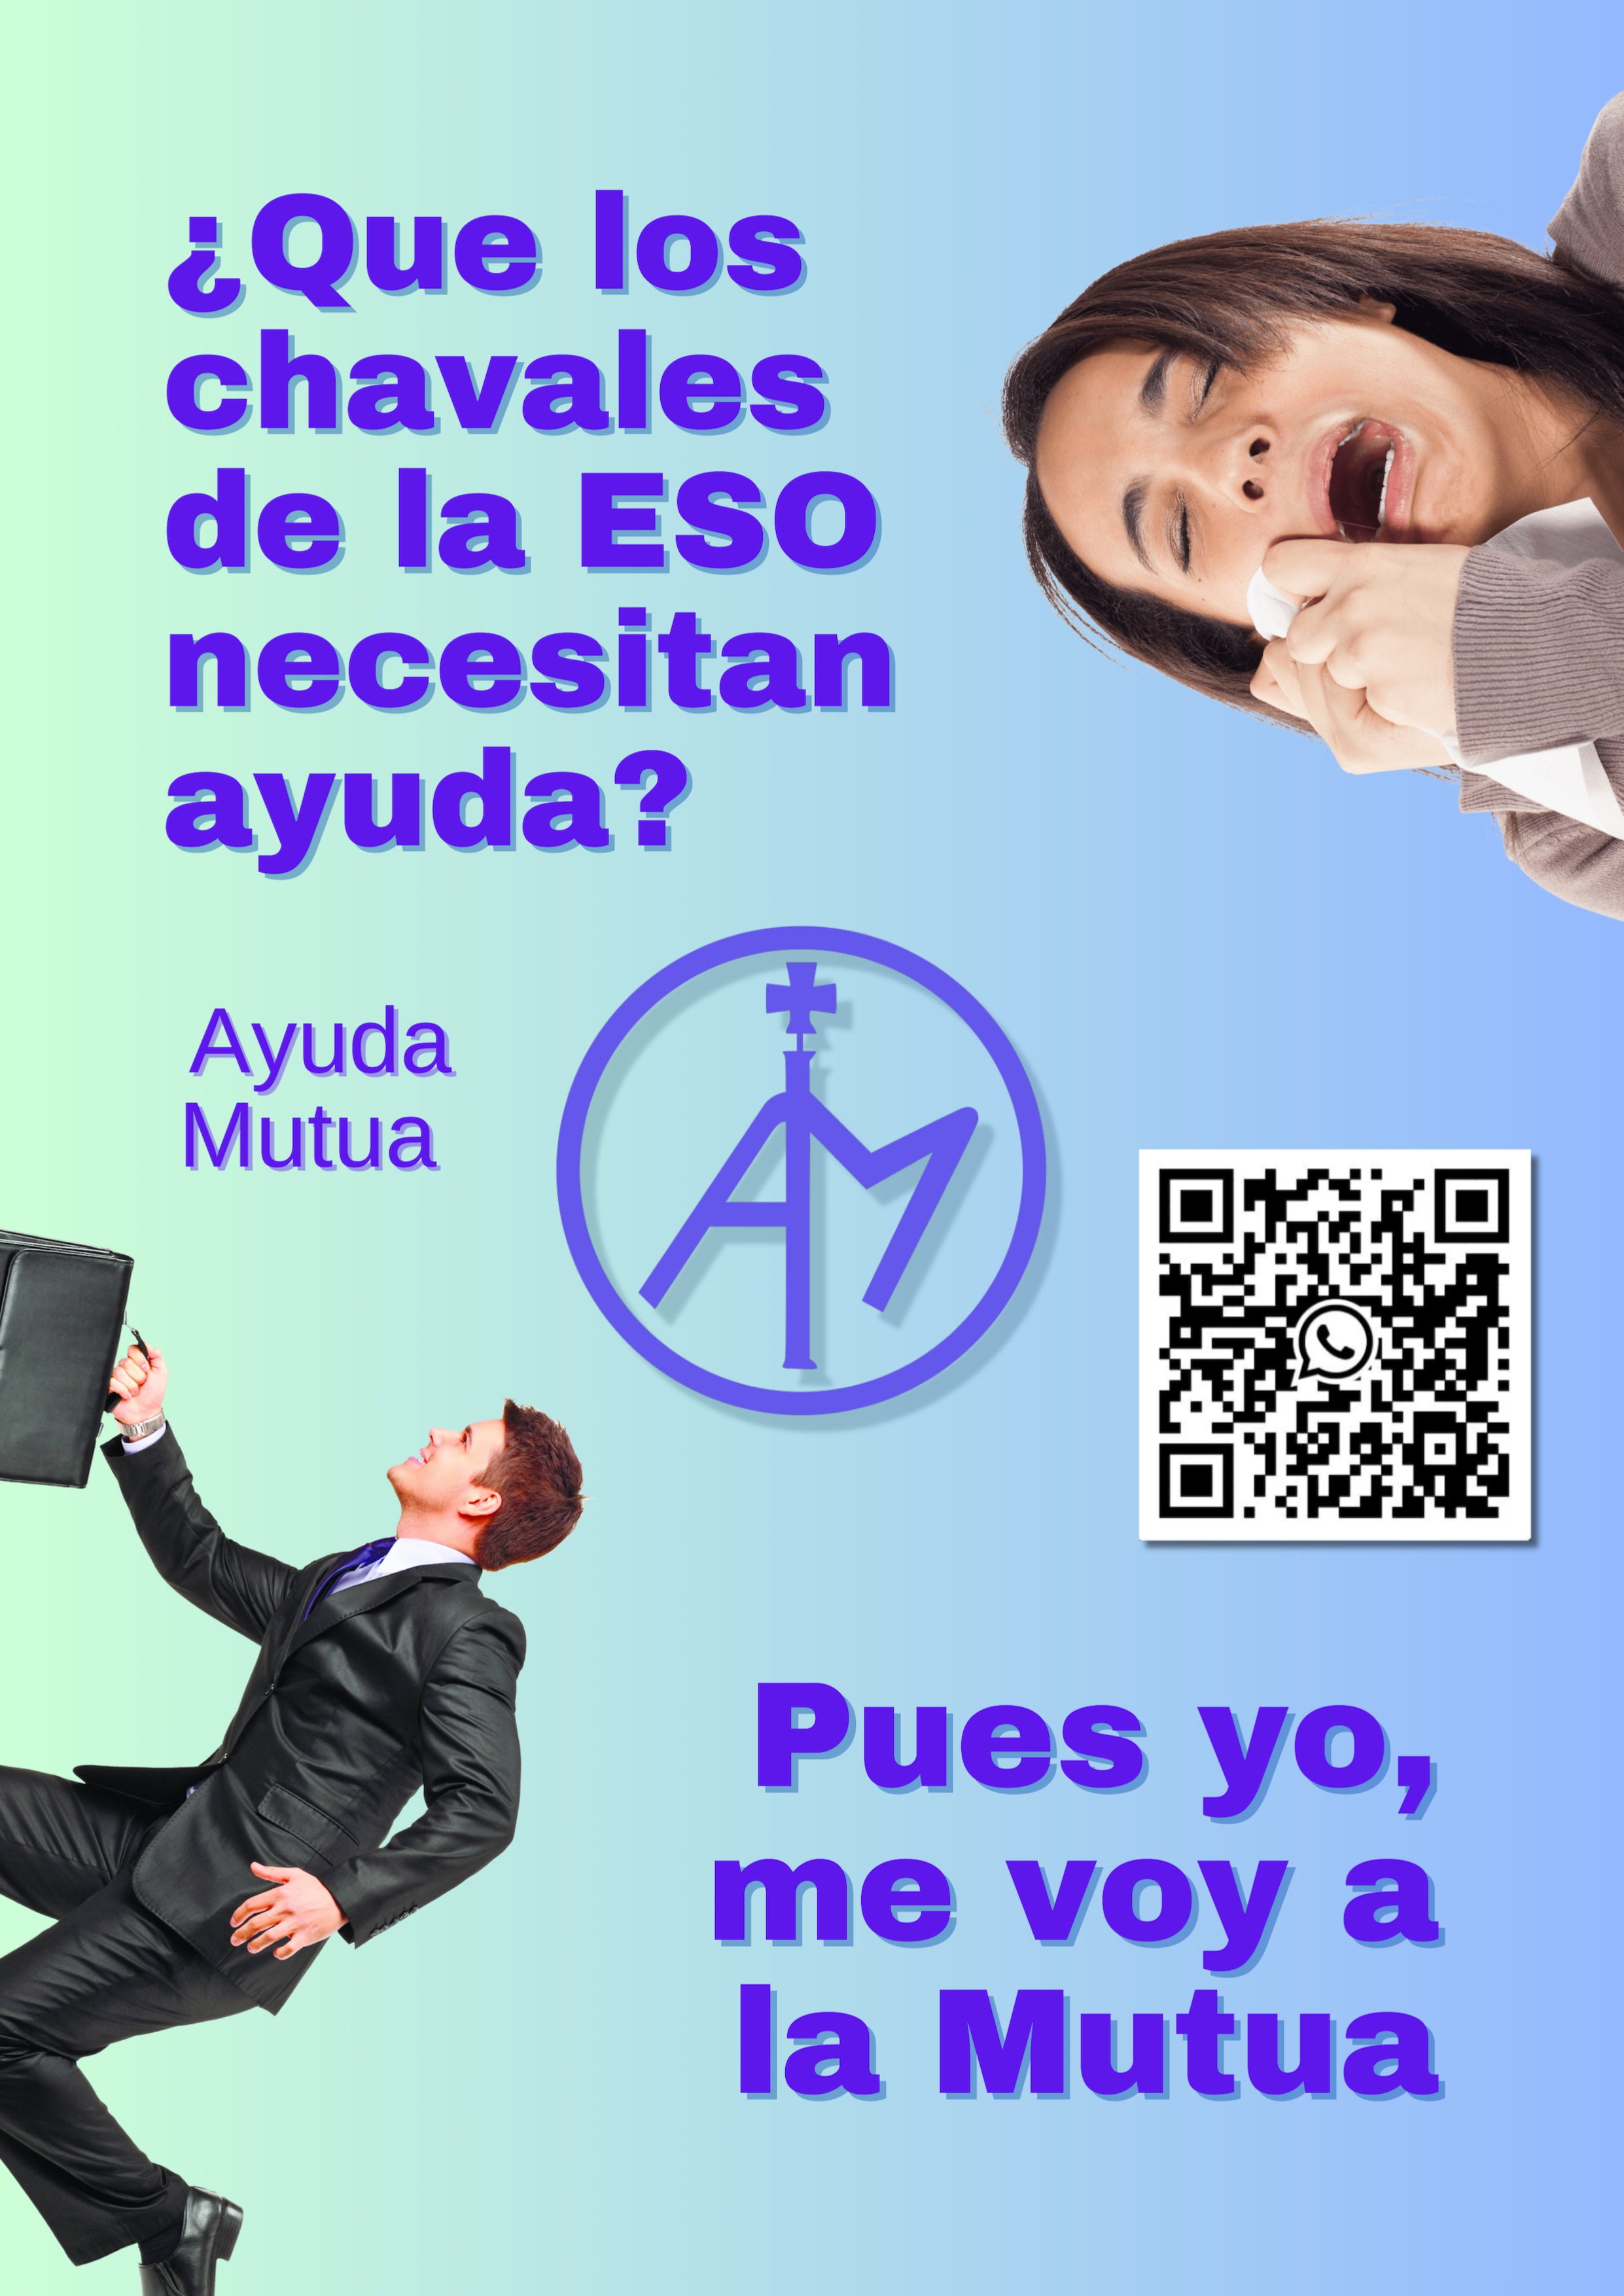 ¿Que los
chavales
de la ESO
necesitan
ayuda?
Ayuda
Mutua
AM
Pues yo,
me voy a
la Mutua